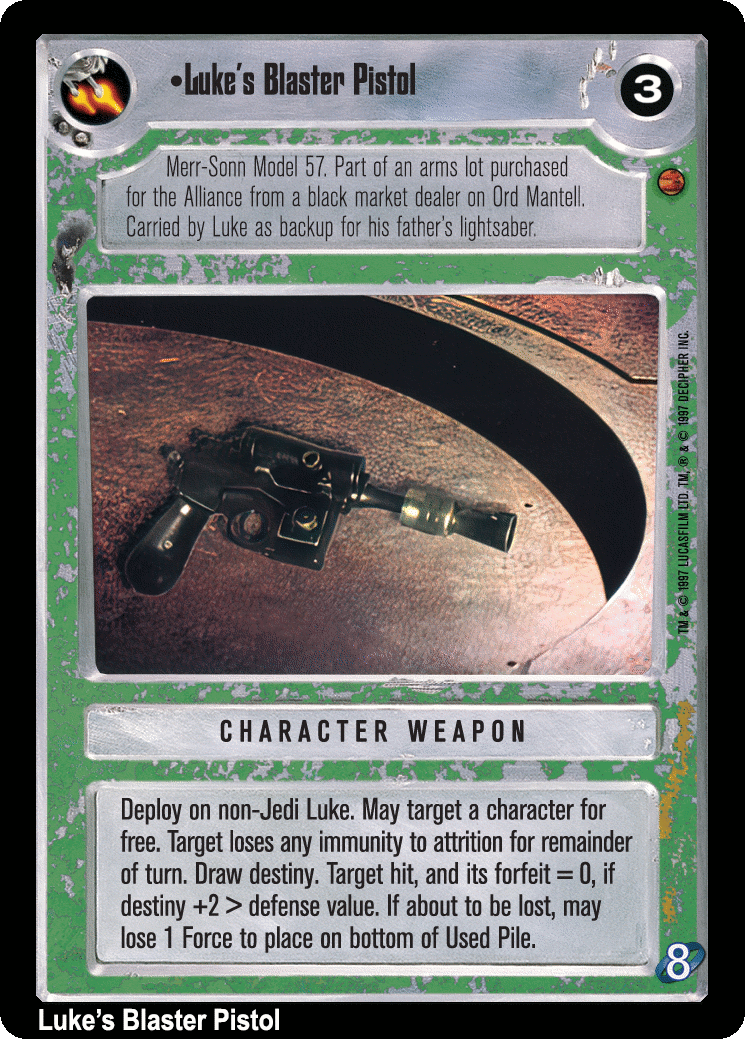 •Luke's Blaster Pistol
3
Merr-Sonn Model 57. Part of an arms lot purchased
for the Alliance from a black market dealer on Ord Mantell.
Carried by Luke as backup for his father's lightsaber.
TM & © 1997 LUCASFILM LTD. TM, ® & © 1997 DECIPHER INC.
CHARACTER WEAPON
Deploy on non-Jedi Luke. May target a character for
free. Target loses any immunity to attrition for remainder
of turn. Draw destiny. Target hit, and its forfeit = 0, if
destiny +2 > defense value. If about to be lost, may
lose 1 Force to place on bottom of Used Pile.
8
Luke's Blaster Pistol